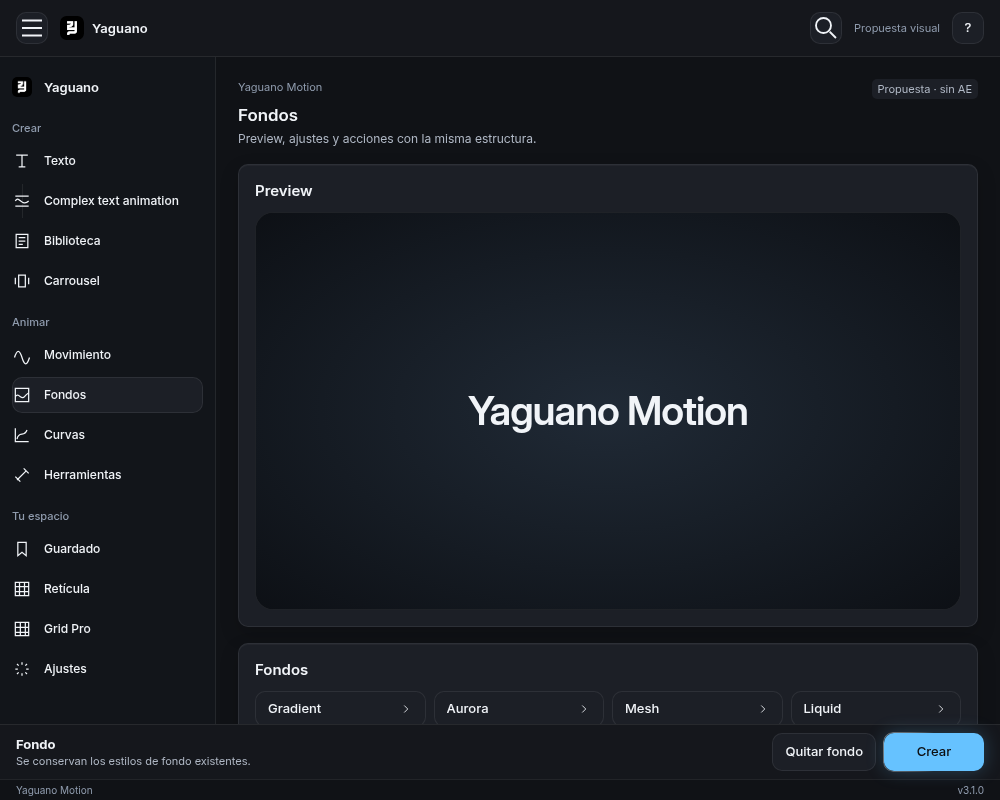 Yaguano
Propuesta visual
?
Yaguano
Crear
Texto
Complex text animation
Biblioteca
Carrousel
Animar
Movimiento
Fondos
Curvas
Herramientas
Tu espacio
Guardado
Retícula
Grid Pro
Ajustes
Yaguano Motion
Propuesta · sin AE
Fondos
Preview, ajustes y acciones con la misma estructura.
Preview
Yaguano Motion
Fondos
Gradient
Aurora
Mesh
Liquid
Fondo
Se conservan los estilos de fondo existentes.
Quitar fondo
Crear
Yaguano Motion
v3.1.0